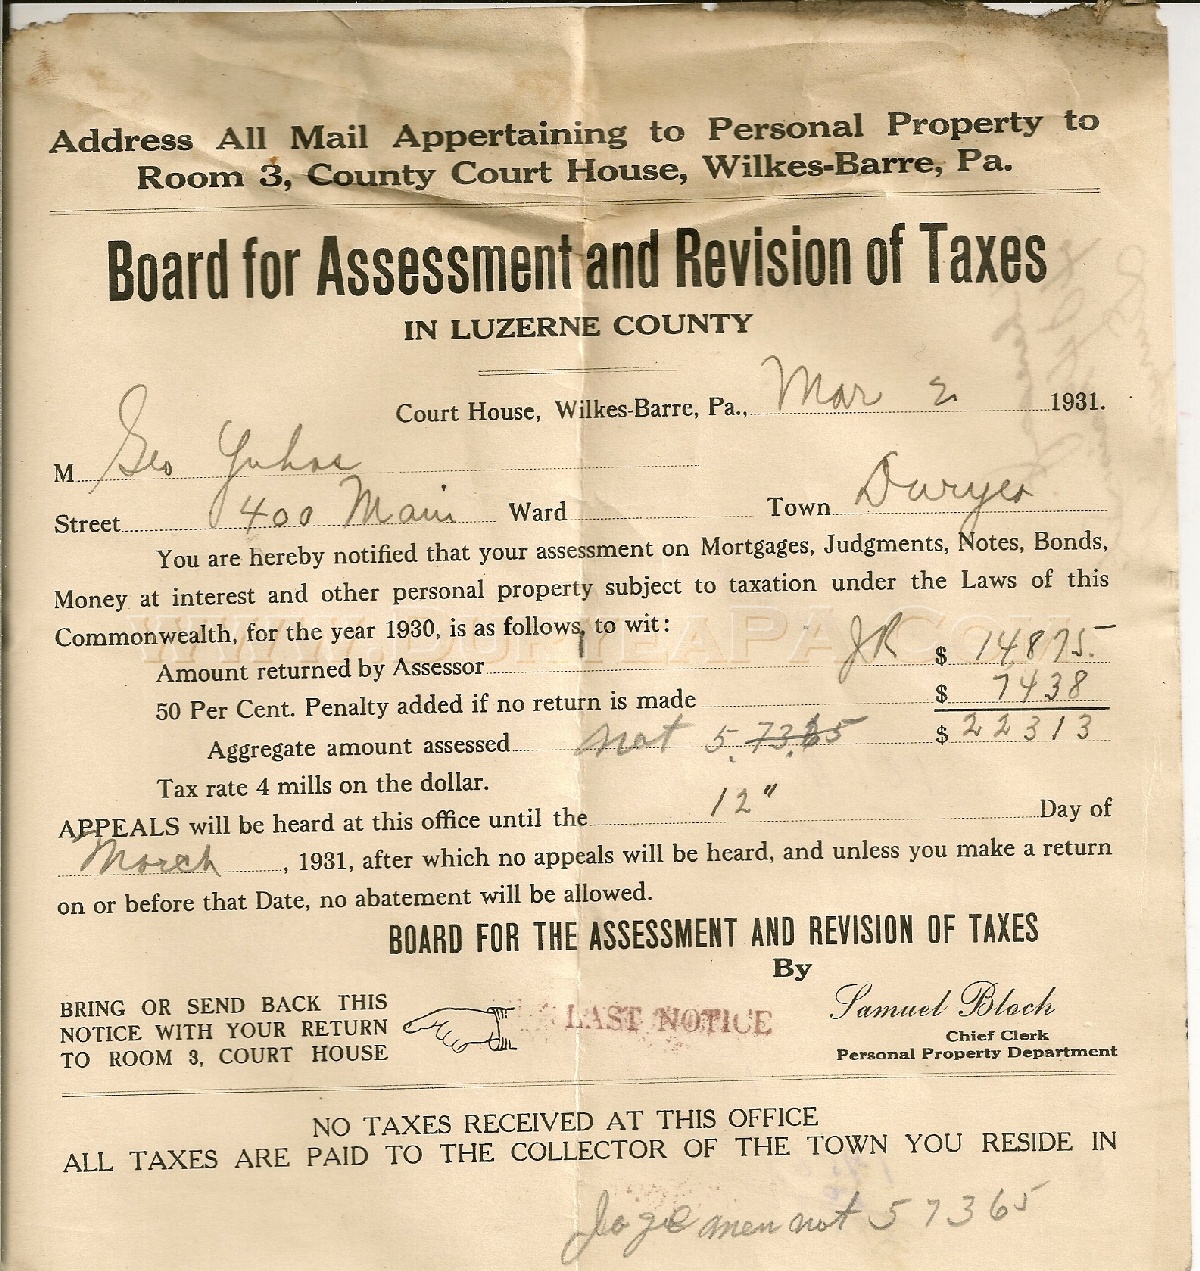 Address All Mail Appertaining to Personal Property to
Room 3, County Court House, Wilkes-Barre, Pa.
Board for Assessment and Revision of Taxes
IN LUZERNE COUNTY
Court House, Wilkes-Barre, Pa., Mar 2 1931.
M Geo Yuhas
Street 400 Main Ward Town Duryea
You are hereby notified that your assessment on Mortgages, Judgments, Notes, Bonds,
Money at interest and other personal property subject to taxation under the Laws of this
Commonwealth, for the year 1930, is as follows, to wit:
WWW.DURYEAPA.COM
Amount returned by Assessor JR $ 14875.
50 Per Cent. Penalty added if no return is made $ 7438
Aggregate amount assessed not 5 7365 $ 22313
Tax rate 4 mills on the dollar.
APPEALS will be heard at this office until the 12" Day of
March, 1931, after which no appeals will be heard, and unless you make a return
on or before that Date, no abatement will be allowed.
BOARD FOR THE ASSESSMENT AND REVISION OF TAXES
By
BRING OR SEND BACK THIS
NOTICE WITH YOUR RETURN
TO ROOM 3, COURT HOUSE
LAST NOTICE
Samuel Bloch
Chief Clerk
Personal Property Department
NO TAXES RECEIVED AT THIS OFFICE
ALL TAXES ARE PAID TO THE COLLECTOR OF THE TOWN YOU RESIDE IN
men not 57365